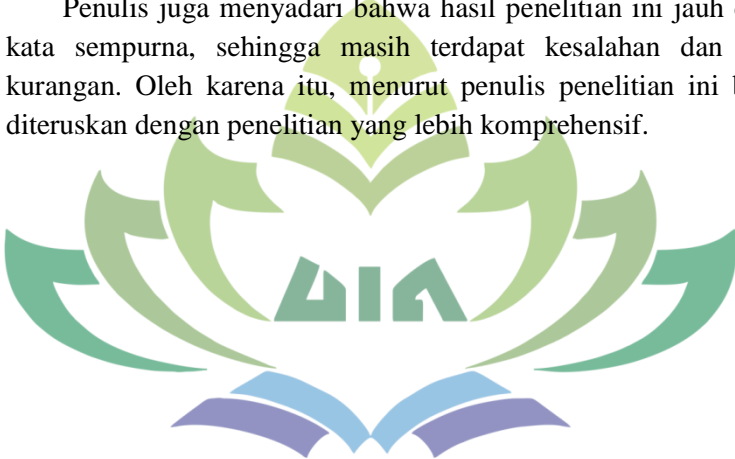 Penulis juga menyadari bahwa hasil penelitian ini jauh
kata sempurna, sehingga masih terdapat kesalahan dan
kurangan. Oleh karena itu, menurut penulis penelitian ini
diteruskan dengan penelitian yang lebih komprehensif.
UIN